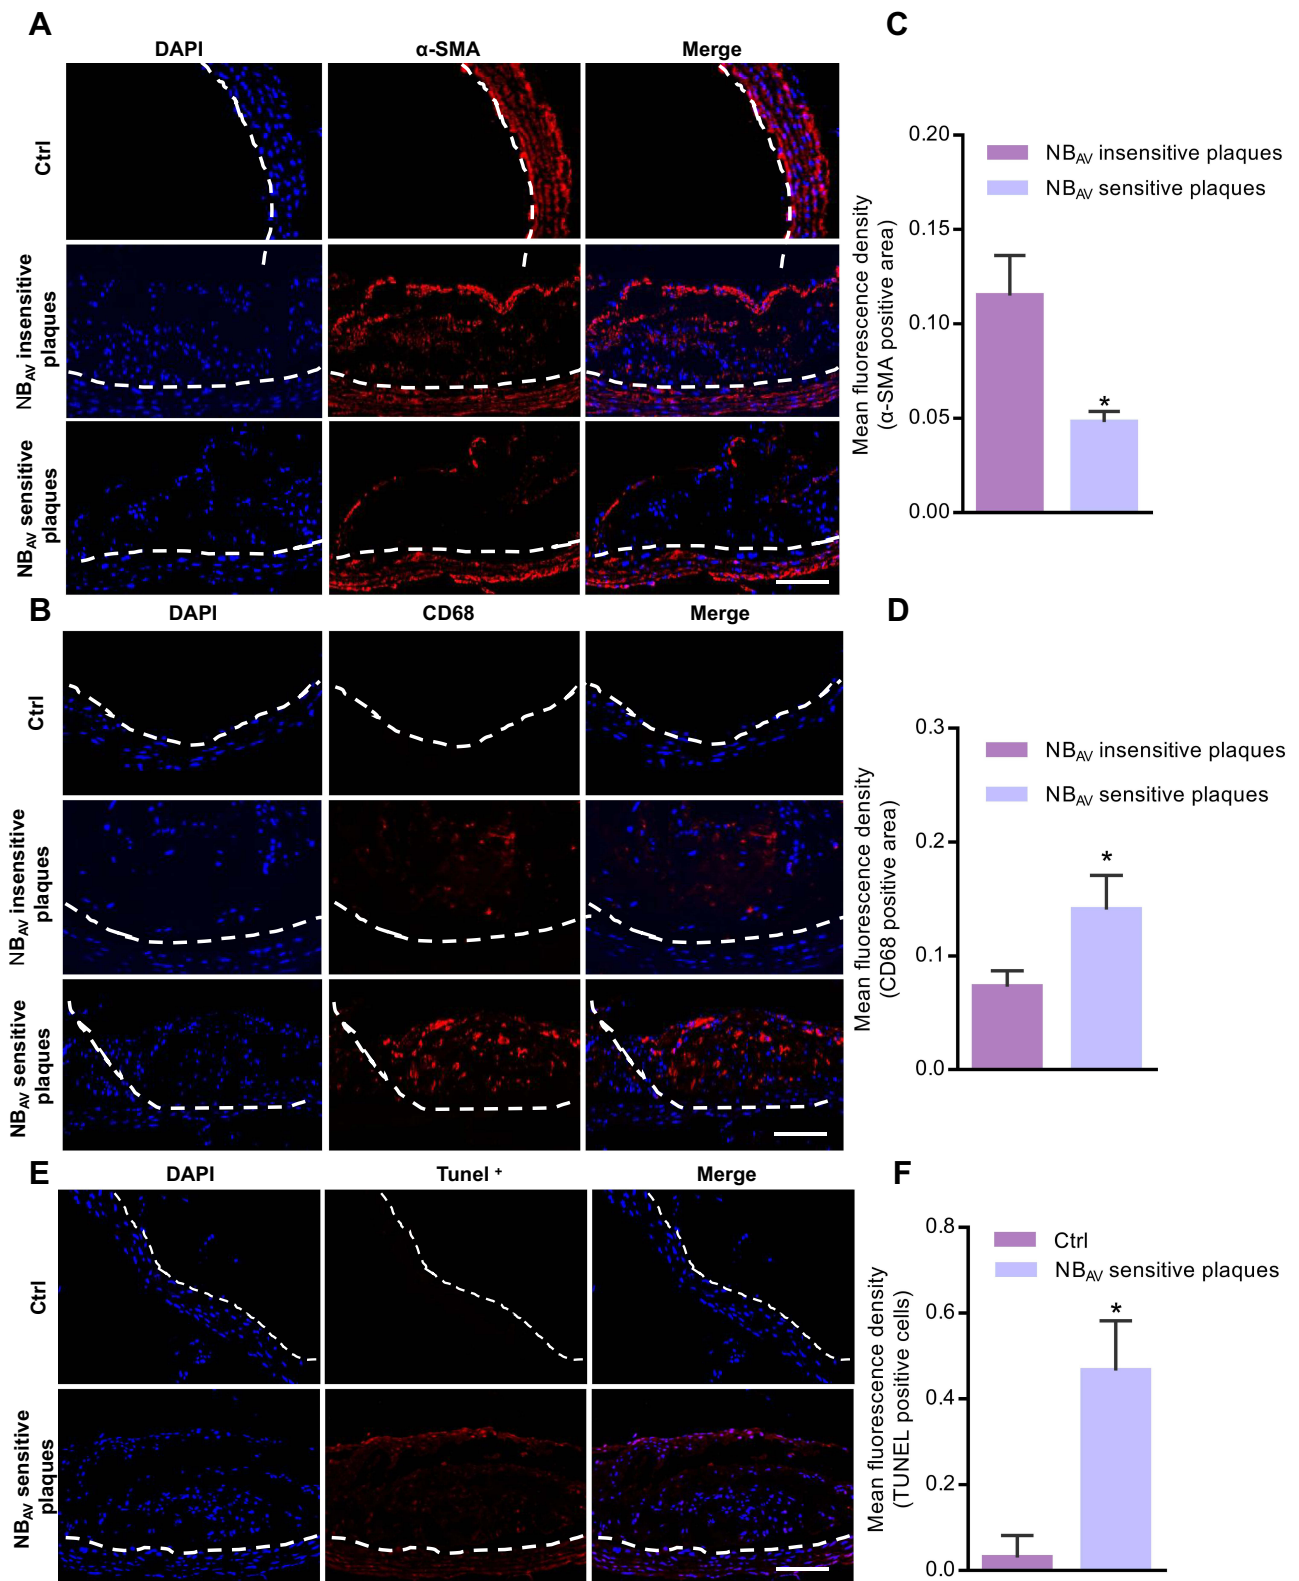 A
DAPI
α-SMA
Merge
Ctrl
NBAV insensitive
plaques
NBAV sensitive
plaques
C
0.20
0.15
0.10
0.05
0.00
Mean fluorescence density
(α-SMA positive area)
NBAV insensitive plaques
NBAV sensitive plaques
*
B
DAPI
CD68
Merge
Ctrl
NBAV insensitive
plaques
NBAV sensitive
plaques
D
0.3
0.2
0.1
0.0
Mean fluorescence density
(CD68 positive area)
NBAV insensitive plaques
NBAV sensitive plaques
*
E
DAPI
Tunel +
Merge
Ctrl
NBAV sensitive
plaques
F
0.8
0.6
0.4
0.2
0.0
Mean fluorescence density
(TUNEL positive cells)
Ctrl
NBAV sensitive plaques
*